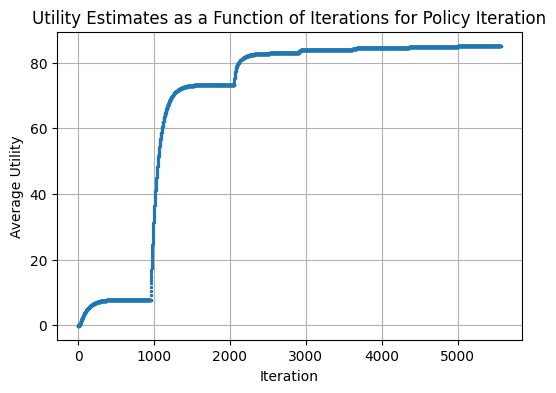 Utility Estimates as a Function of Iterations for Policy Iteration
Average Utility
80
60
40
20
0
0 1000 2000 3000 4000 5000
Iteration